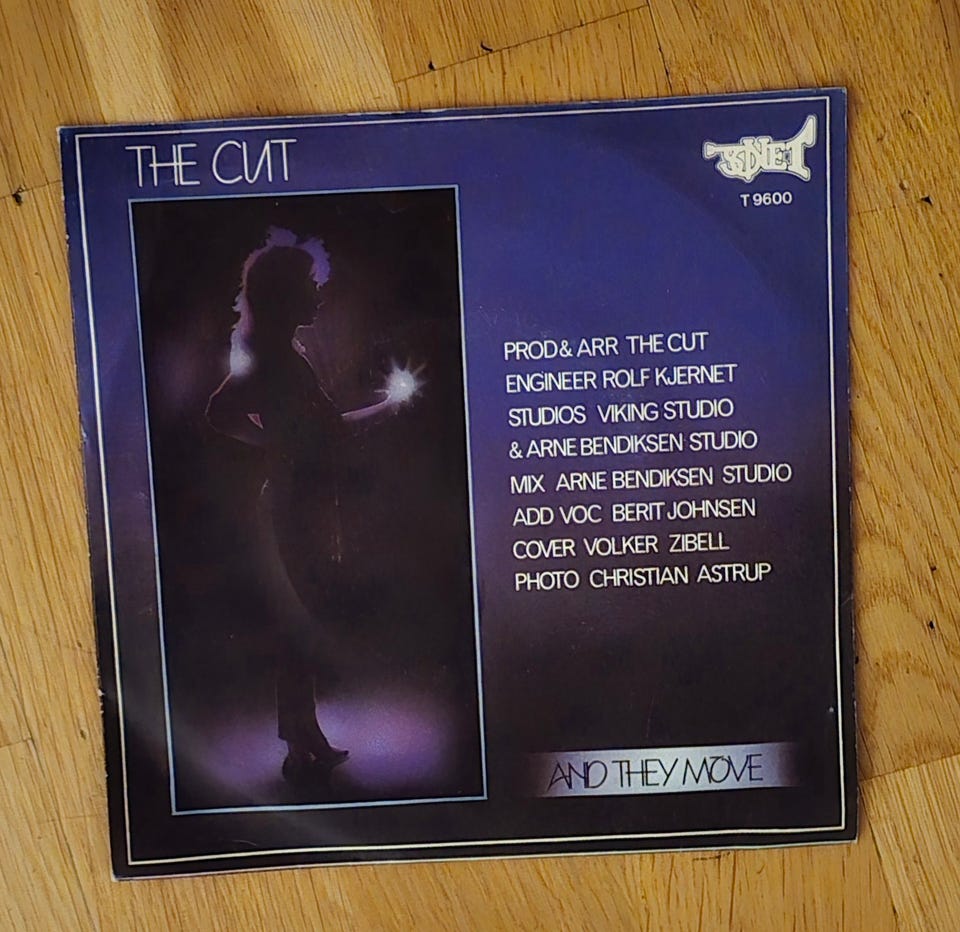 THE CUT
SONET
T 9600
PROD & ARR THE CUT
ENGINEER ROLF KJERNET
STUDIOS VIKING STUDIO
& ARNE BENDIKSEN STUDIO
MIX ARNE BENDIKSEN STUDIO
ADD VOC BERIT JOHNSEN
COVER VOLKER ZIBELL
PHOTO CHRISTIAN ASTRUP
AND THEY MOVE